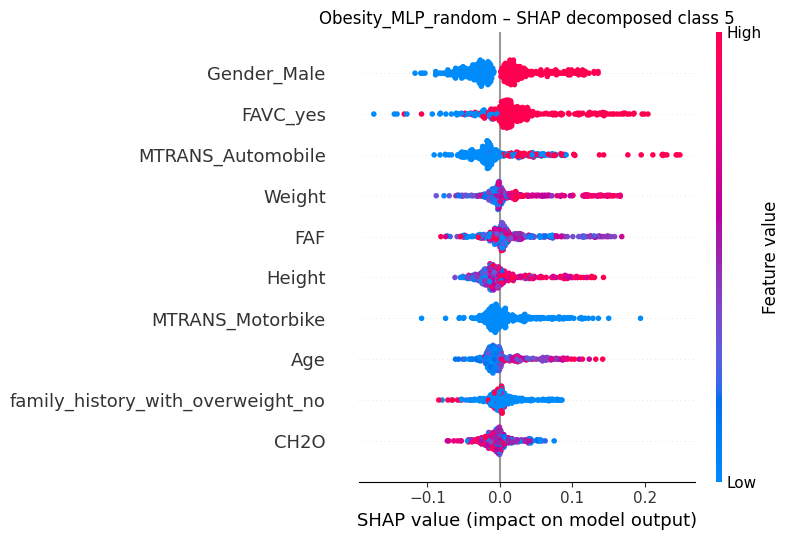 Obesity_MLP_random – SHAP decomposed class 5
High
Gender_Male
FAVC_yes
MTRANS_Automobile
Weight
FAF
Height
MTRANS_Motorbike
Age
family_history_with_overweight_no
CH2O
Feature value
Low
−0.1 0.0 0.1 0.2
SHAP value (impact on model output)